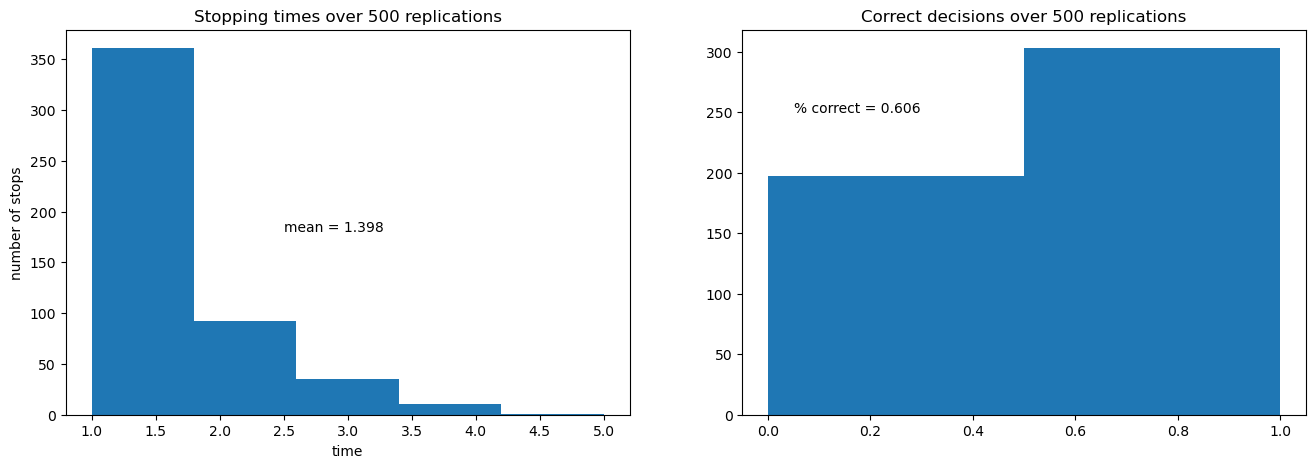 Stopping times over 500 replications
350
300
250
200
150
100
50
0
number of stops
mean = 1.398
1.0 1.5 2.0 2.5 3.0 3.5 4.0 4.5 5.0
time
Correct decisions over 500 replications
300
250
200
150
100
50
0
% correct = 0.606
0.0 0.2 0.4 0.6 0.8 1.0